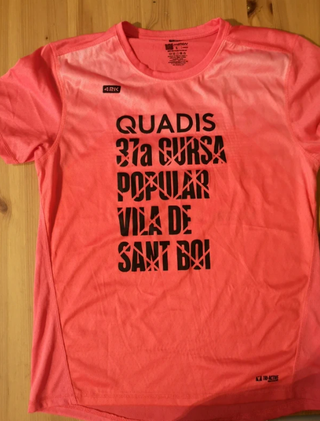 QUADIS
37a CURSA
POPULAR
VILA DE
SANT BOI